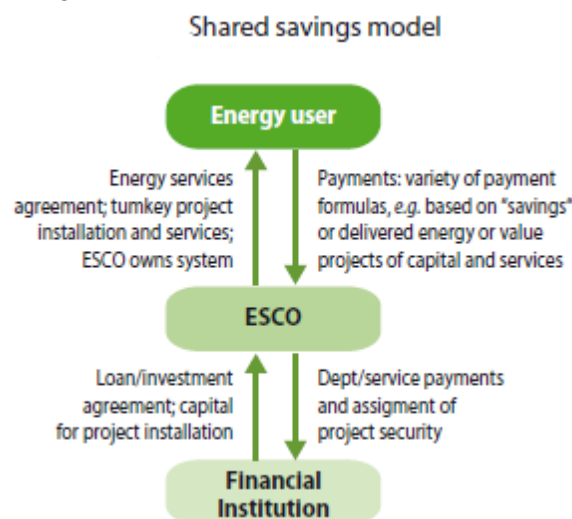 Shared savings model
Energy user
Energy services
agreement; tumkey project
installation and services;
ESCO owns system
Payments: variety of payment
formulas, e.g. based on "savings"
or delivered energy or value
projects of capital and services
ESCO
Loan/investment
agreement; capital
for project installation
Dept/service payments
and assigment of
project security
Financial
Institution